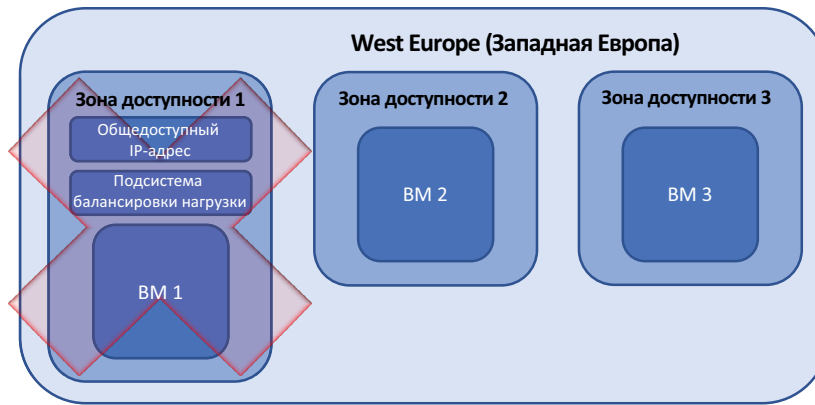 West Europe (Западная Европа)
Зона доступности 1
Общедоступный
IP-адрес
Подсистема
балансировки нагрузки
ВМ 1
Зона доступности 2
ВМ 2
Зона доступности 3
ВМ 3